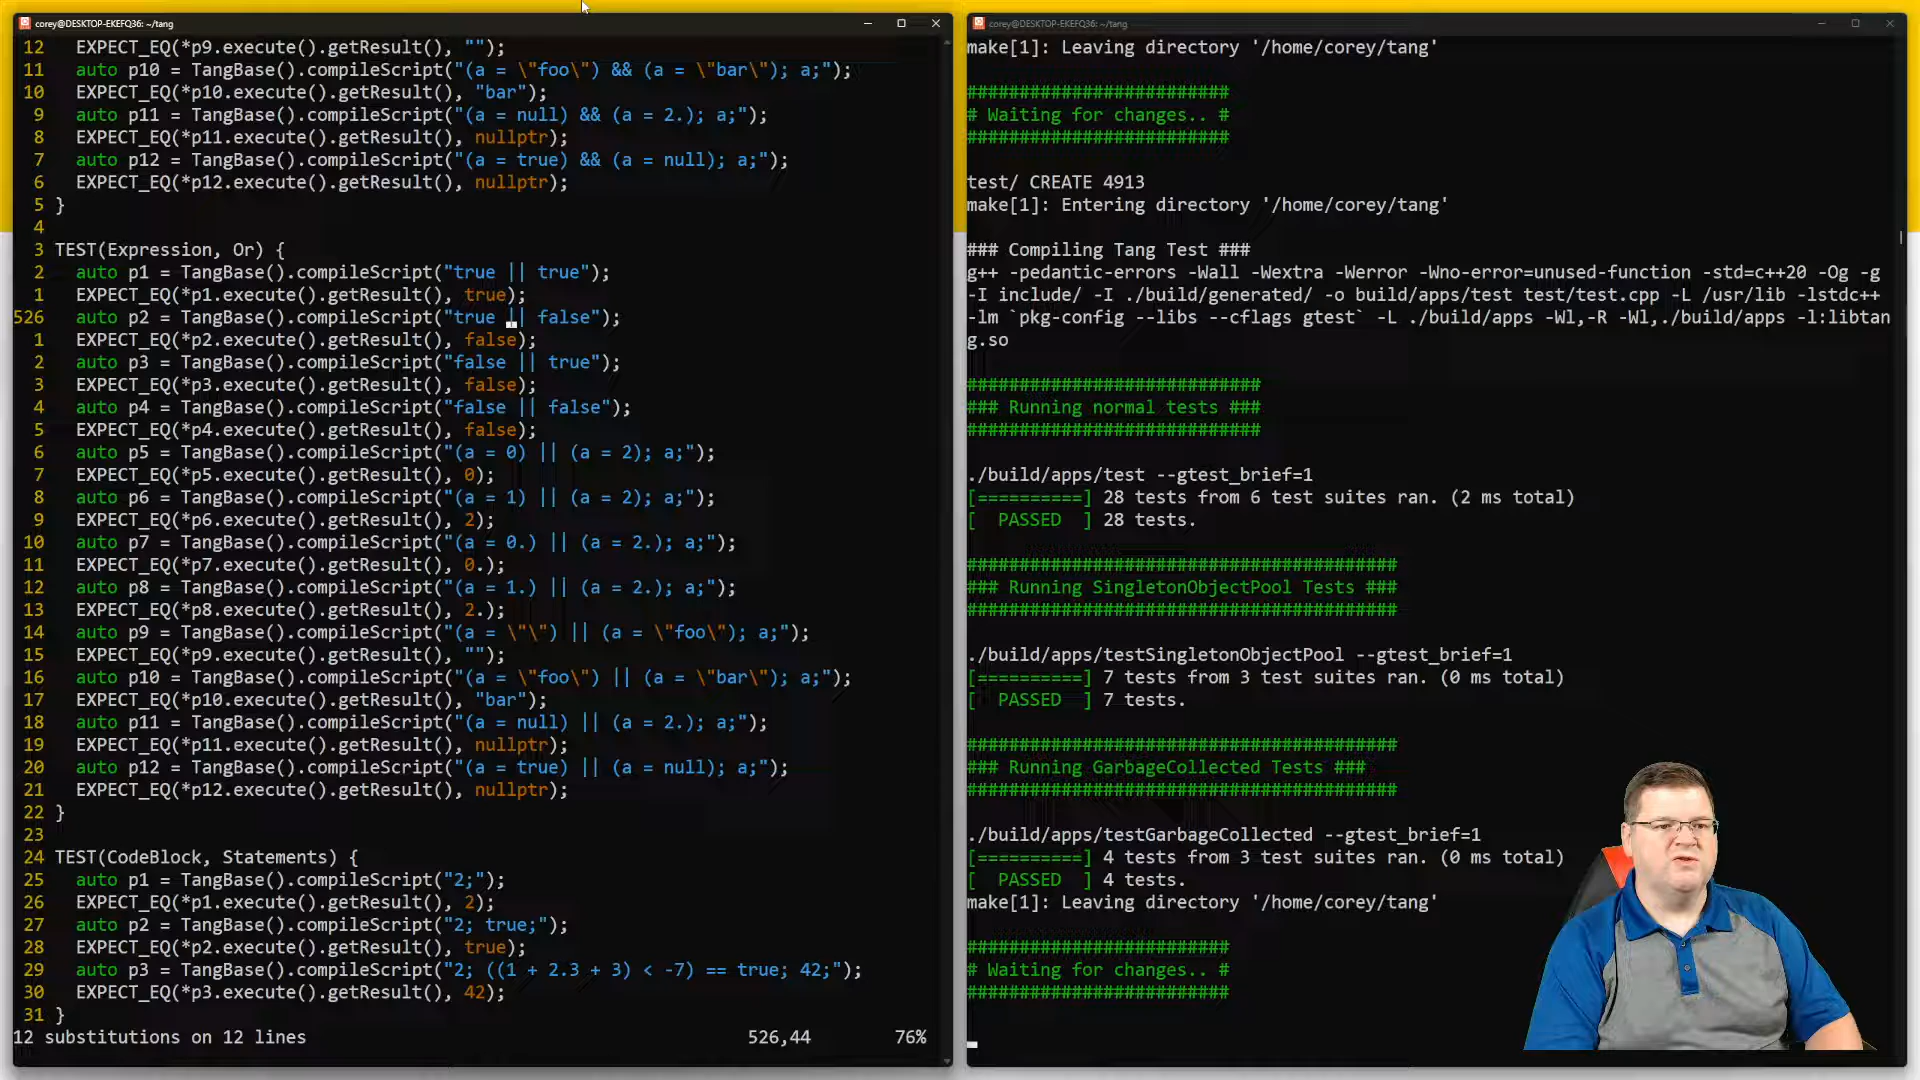 corey@DESKTOP-EKEFQ36: ~/tang
12 EXPECT_EQ(*p9.execute().getResult(), "");
11 auto p10 = TangBase().compileScript("(a = \"foo\") && (a = \"bar\"); a;");
10 EXPECT_EQ(*p10.execute().getResult(), "bar");
9 auto p11 = TangBase().compileScript("(a = null) && (a = 2.); a;");
8 EXPECT_EQ(*p11.execute().getResult(), nullptr);
7 auto p12 = TangBase().compileScript("(a = true) && (a = null); a;");
6 EXPECT_EQ(*p12.execute().getResult(), nullptr);
5 }
4
3 TEST(Expression, Or) {
2 auto p1 = TangBase().compileScript("true || true");
1 EXPECT_EQ(*p1.execute().getResult(), true);
526 auto p2 = TangBase().compileScript("true || false");
1 EXPECT_EQ(*p2.execute().getResult(), false);
2 auto p3 = TangBase().compileScript("false || true");
3 EXPECT_EQ(*p3.execute().getResult(), false);
4 auto p4 = TangBase().compileScript("false || false");
5 EXPECT_EQ(*p4.execute().getResult(), false);
6 auto p5 = TangBase().compileScript("(a = 0) || (a = 2); a;");
7 EXPECT_EQ(*p5.execute().getResult(), 0);
8 auto p6 = TangBase().compileScript("(a = 1) || (a = 2); a;");
9 EXPECT_EQ(*p6.execute().getResult(), 2);
10 auto p7 = TangBase().compileScript("(a = 0.) || (a = 2.); a;");
11 EXPECT_EQ(*p7.execute().getResult(), 0.);
12 auto p8 = TangBase().compileScript("(a = 1.) || (a = 2.); a;");
13 EXPECT_EQ(*p8.execute().getResult(), 2.);
14 auto p9 = TangBase().compileScript("(a = \"\") || (a = \"foo\"); a;");
15 EXPECT_EQ(*p9.execute().getResult(), "");
16 auto p10 = TangBase().compileScript("(a = \"foo\") || (a = \"bar\"); a;");
17 EXPECT_EQ(*p10.execute().getResult(), "bar");
18 auto p11 = TangBase().compileScript("(a = null) || (a = 2.); a;");
19 EXPECT_EQ(*p11.execute().getResult(), nullptr);
20 auto p12 = TangBase().compileScript("(a = true) || (a = null); a;");
21 EXPECT_EQ(*p12.execute().getResult(), nullptr);
22 }
23
24 TEST(CodeBlock, Statements) {
25 auto p1 = TangBase().compileScript("2;");
26 EXPECT_EQ(*p1.execute().getResult(), 2);
27 auto p2 = TangBase().compileScript("2; true;");
28 EXPECT_EQ(*p2.execute().getResult(), true);
29 auto p3 = TangBase().compileScript("2; ((1 + 2.3 + 3) < -7) == true; 42;");
30 EXPECT_EQ(*p3.execute().getResult(), 42);
31 }
12 substitutions on 12 lines 526,44 76%
corey@DESKTOP-EKEFQ36: ~/tang
make[1]: Leaving directory '/home/corey/tang'
#########################
# Waiting for changes.. #
#########################
test/ CREATE 4913
make[1]: Entering directory '/home/corey/tang'
### Compiling Tang Test ###
g++ -pedantic-errors -Wall -Wextra -Werror -Wno-error=unused-function -std=c++20 -Og -g
-I include/ -I ./build/generated/ -o build/apps/test test/test.cpp -L /usr/lib -lstdc++
-lm `pkg-config --libs --cflags gtest` -L ./build/apps -Wl,-R -Wl,./build/apps -l:libtan
g.so
############################
### Running normal tests ###
############################
./build/apps/test --gtest_brief=1
[==========] 28 tests from 6 test suites ran. (2 ms total)
[  PASSED  ] 28 tests.
#########################################
### Running SingletonObjectPool Tests ###
#########################################
./build/apps/testSingletonObjectPool --gtest_brief=1
[==========] 7 tests from 3 test suites ran. (0 ms total)
[  PASSED  ] 7 tests.
#########################################
### Running GarbageCollected Tests ###
#########################################
./build/apps/testGarbageCollected --gtest_brief=1
[==========] 4 tests from 3 test suites ran. (0 ms total)
[  PASSED  ] 4 tests.
make[1]: Leaving directory '/home/corey/tang'
#########################
# Waiting for changes.. #
#########################